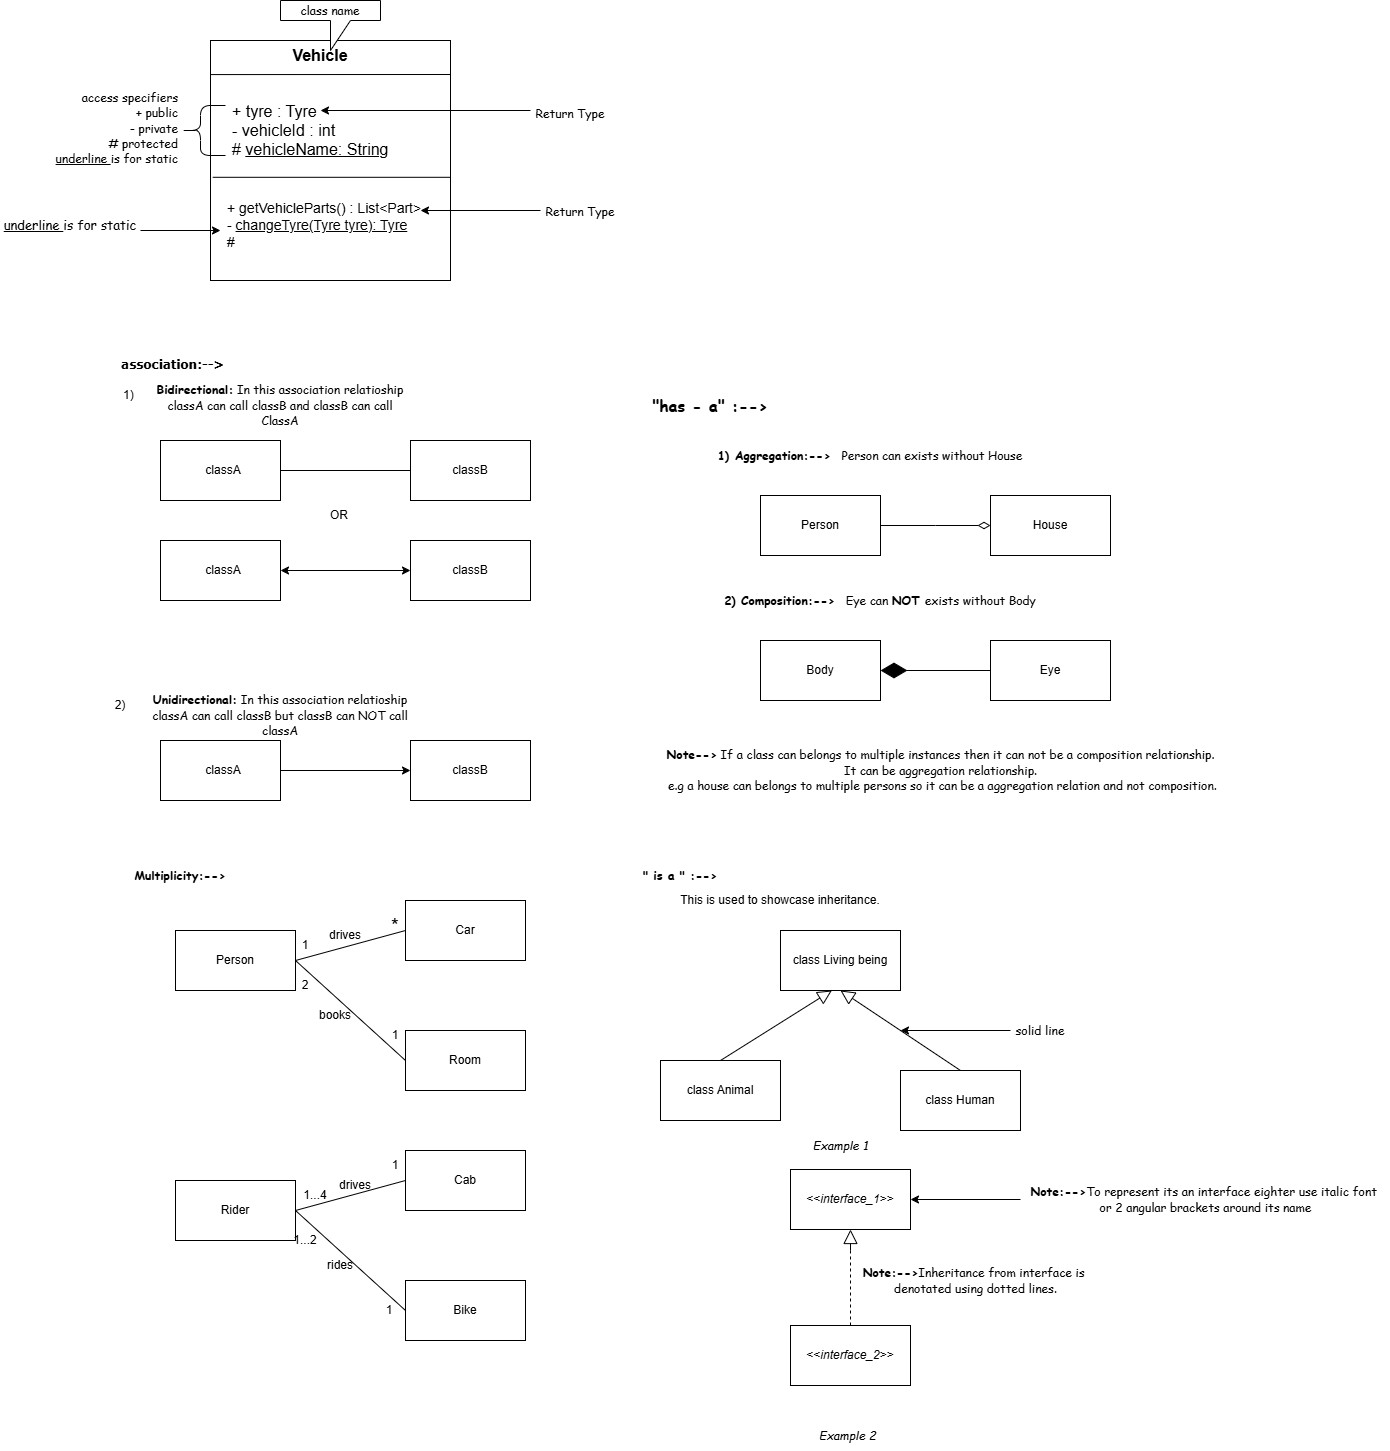 class name
Vehicle
access specifiers
+ public
- private
# protected
underline is for static
+ tyre : Tyre
- vehicleId : int
# vehicleName: String
Return Type
+ getVehicleParts() : List<Part>
- changeTyre(Tyre tyre): Tyre
#
Return Type
underline is for static
association:-->
1)
Bidirectional: In this association relatioship
classA can call classB and classB can call
ClassA
classA
classB
OR
classA
classB
2)
Unidirectional: In this association relatioship
classA can call classB but classB can NOT call
classA
classA
classB
"has - a" :-->
1) Aggregation:--> Person can exists without House
Person
House
2) Composition:--> Eye can NOT exists without Body
Body
Eye
Note--> If a class can belongs to multiple instances then it can not be a composition relationship.
It can be aggregation relationship.
e.g a house can belongs to multiple persons so it can be a aggregation relation and not composition.
Multiplicity:-->
Person
1
drives
*
Car
2
books
1
Room
Rider
1...4
drives
1
Cab
1...2
rides
1
Bike
" is a " :-->
This is used to showcase inheritance.
class Living being
solid line
class Animal
class Human
Example 1
<<interface_1>>
Note:-->To represent its an interface eighter use italic font
or 2 angular brackets around its name
Note:-->Inheritance from interface is
denotated using dotted lines.
<<interface_2>>
Example 2